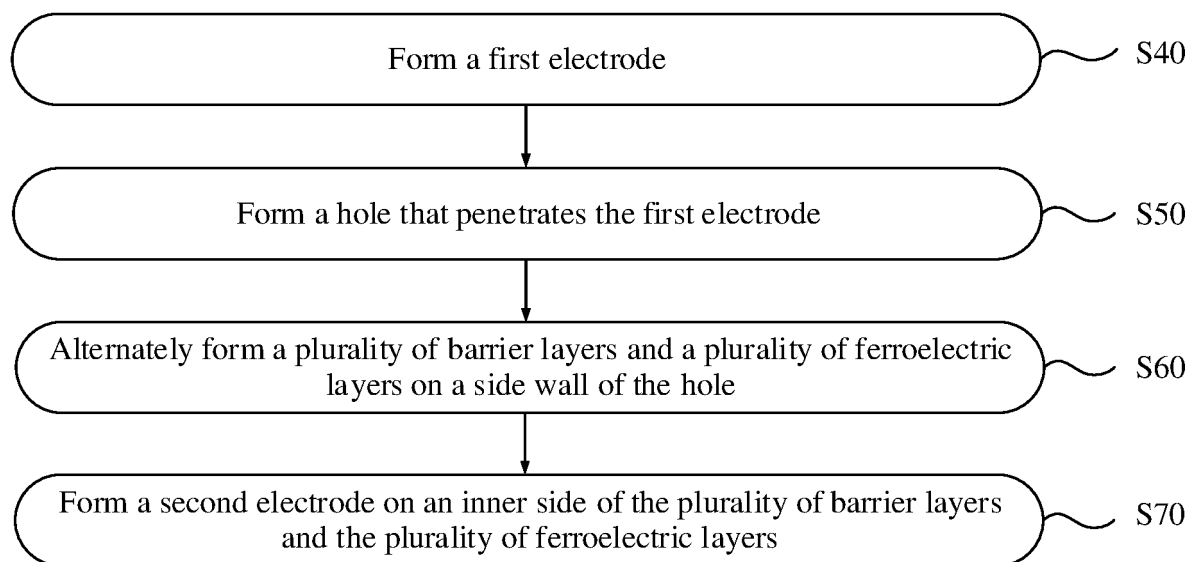 Form a first electrode
S40
Form a hole that penetrates the first electrode
S50
Alternately form a plurality of barrier layers and a plurality of ferroelectric
layers on a side wall of the hole
S60
Form a second electrode on an inner side of the plurality of barrier layers
and the plurality of ferroelectric layers
S70